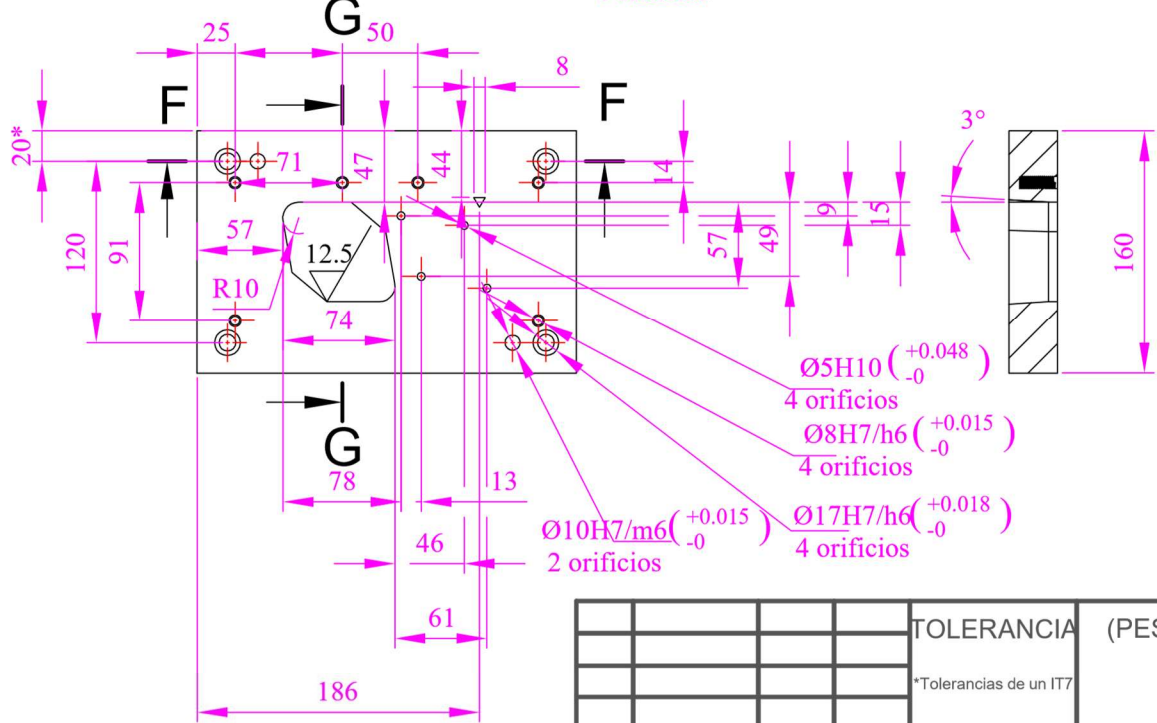 G
25
50
8
F
F
20*
3°
71
47
44
14
9
15
57
57
49
120
91
12.5
160
R10
74
Ø5H10 ( +0.048 -0 )
4 orificios
Ø8H7/h6 ( +0.015 -0 )
4 orificios
G
78
13
Ø10H7/m6 ( +0.015 -0 )
2 orificios
Ø17H7/h6 ( +0.018 -0 )
4 orificios
46
61
TOLERANCIA
(PES
*Tolerancias de un IT7
186